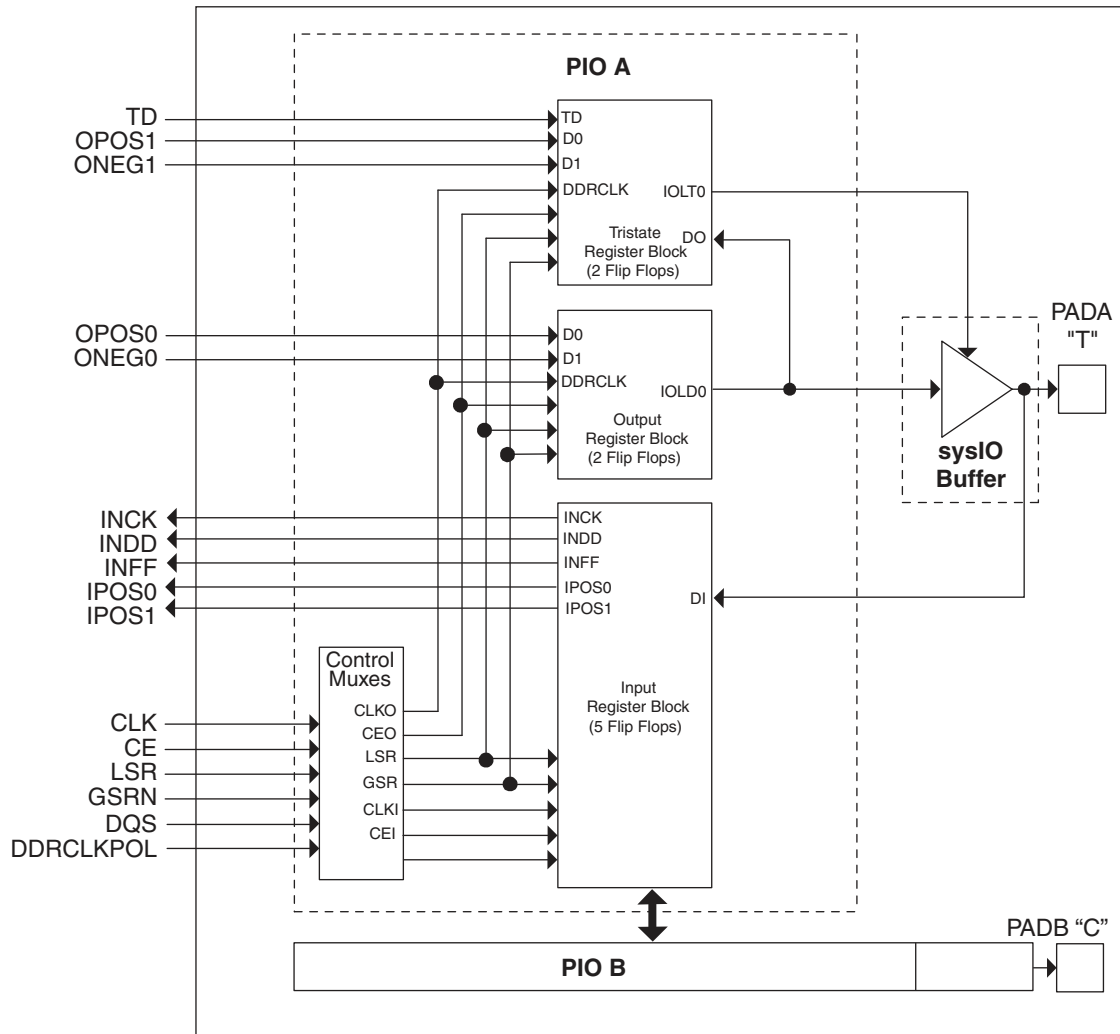 PIO A
TD
OPOS1
ONEG1
TD
D0
D1
DDRCLK
IOLT0
DO
Tristate
Register Block
(2 Flip Flops)
OPOS0
ONEG0
D0
D1
DDRCLK
IOLD0
Output
Register Block
(2 Flip Flops)
PADA
"T"
sysIO
Buffer
INCK
INDD
INFF
IPOS0
IPOS1
INCK
INDD
INFF
IPOS0
IPOS1
DI
Input
Register Block
(5 Flip Flops)
Control
Muxes
CLKO
CEO
LSR
GSR
CLKI
CEI
CLK
CE
LSR
GSRN
DQS
DDRCLKPOL
PADB “C”
PIO B